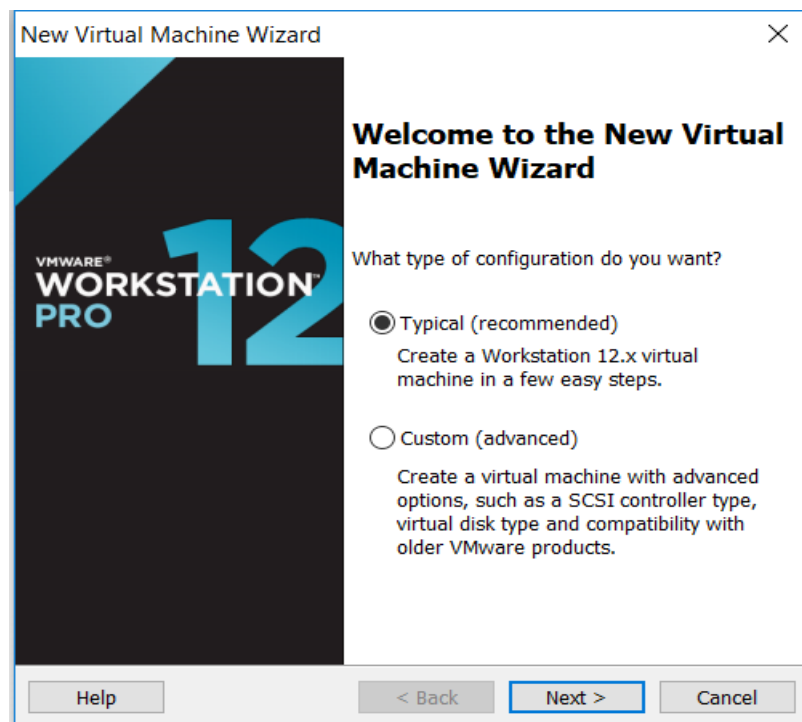 New Virtual Machine Wizard
VMWARE®
WORKSTATION™
PRO
12
Welcome to the New Virtual
Machine Wizard
What type of configuration do you want?
Typical (recommended)
Create a Workstation 12.x virtual
machine in a few easy steps.
Custom (advanced)
Create a virtual machine with advanced
options, such as a SCSI controller type,
virtual disk type and compatibility with
older VMware products.
Help
< Back
Next >
Cancel